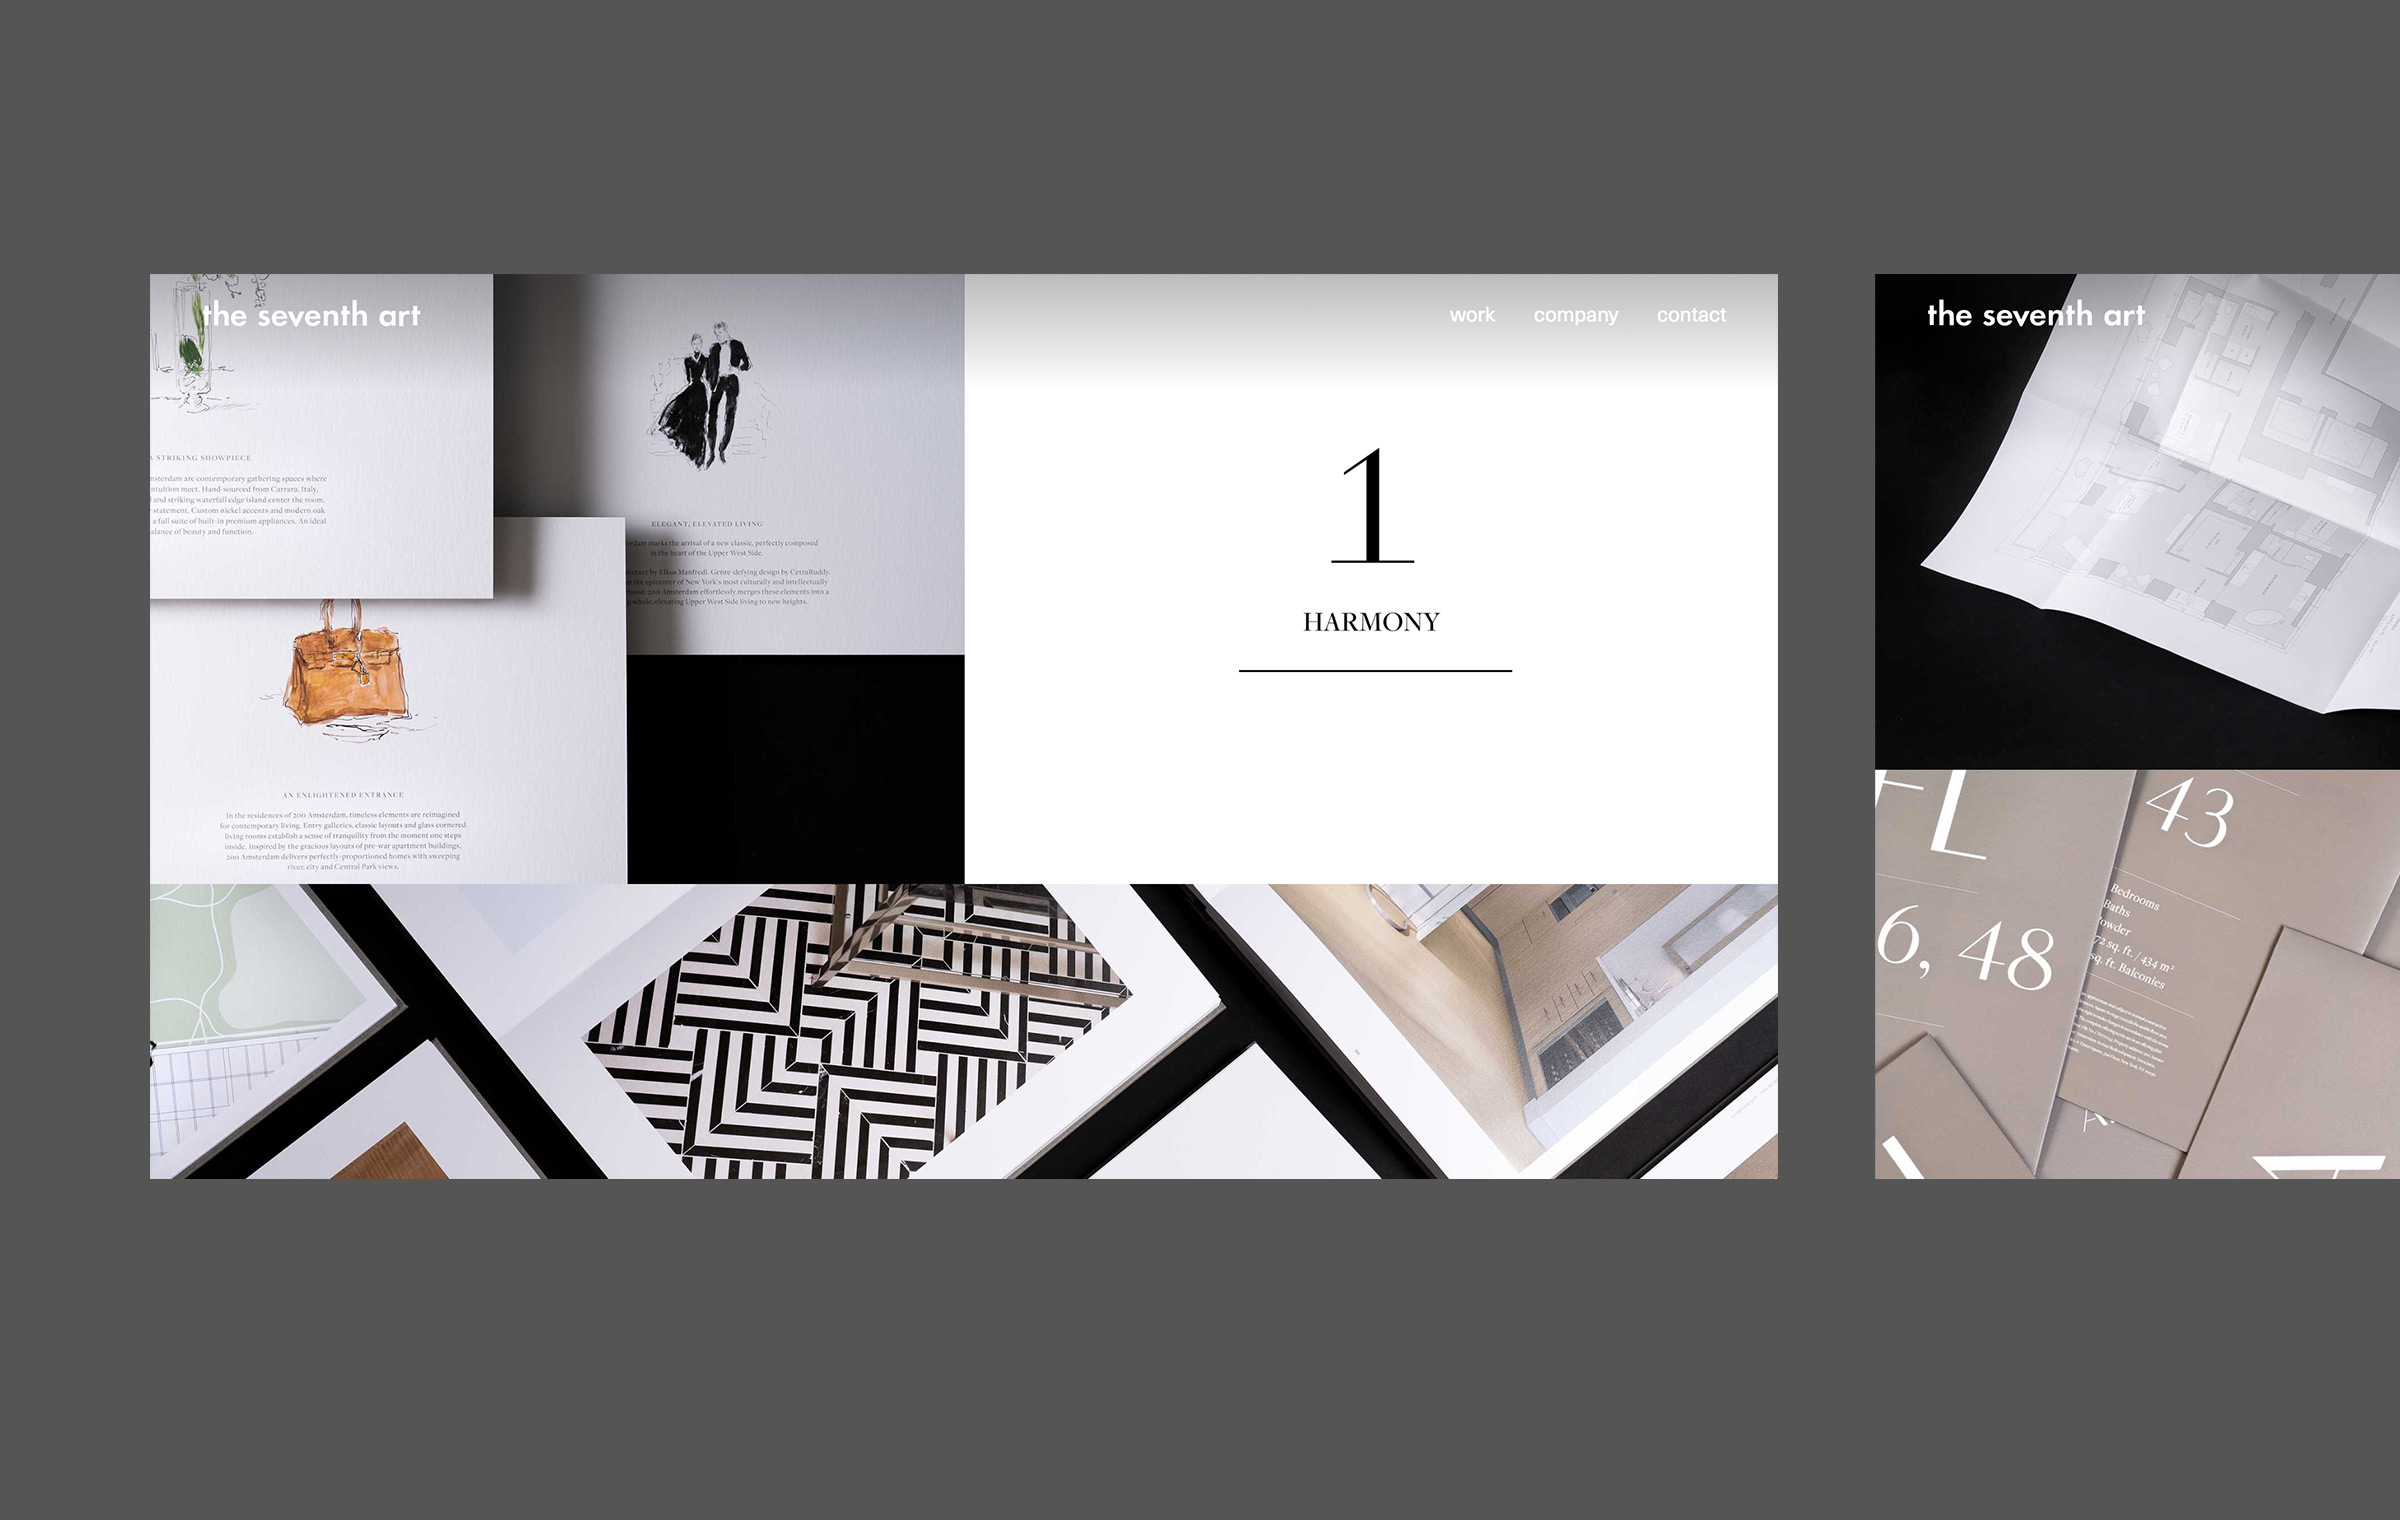 the seventh art
work company contact
A STRIKING SHOWPIECE
msterdam are contemporary gathering spaces where
ntuition meet. Hand-sourced from Carrara, Italy,
and striking waterfall edge island center the room,
statement. Custom nickel accents and modern oak
a full suite of built-in premium appliances. An ideal
alance of beauty and function.
ELEGANT, ELEVATED LIVING
rdam marks the arrival of a new classic, perfectly composed
in the heart of the Upper West Side.
ecture by Elkus Manfredi. Genre-defying design by CetraRuddy.
n the epicenter of New York's most culturally and intellectually
rhood, 200 Amsterdam effortlessly merges these elements into a
whole, elevating Upper West Side living to new heights.
AN ENLIGHTENED ENTRANCE
In the residences of 200 Amsterdam, timeless elements are reimagined
for contemporary living. Entry galleries, classic layouts and glass cornered
living rooms establish a sense of tranquility from the moment one steps
inside. Inspired by the gracious layouts of pre-war apartment buildings,
200 Amsterdam delivers perfectly-proportioned homes with sweeping
river, city and Central Park views.
1
HARMONY
the seventh art
FL
6, 48
43
Bedrooms
Baths
owder
72 sq. ft. / 434 m²
sq. ft. Balconies